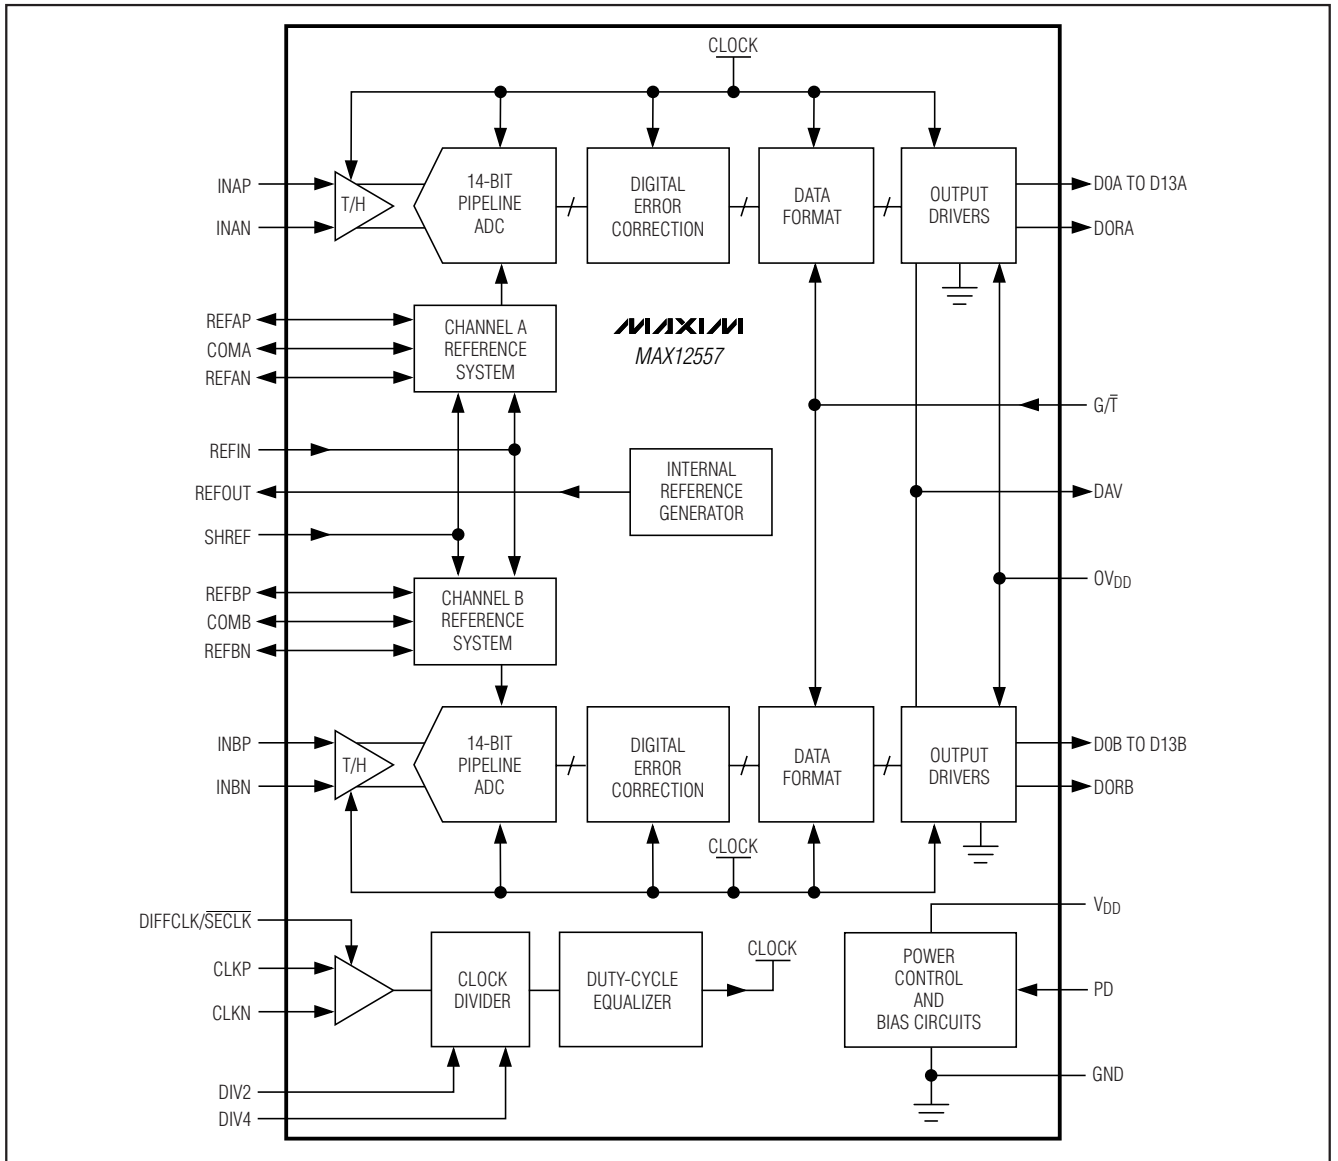 CLOCK
INAP
INAN
T/H
14-BIT
PIPELINE
ADC
DIGITAL
ERROR
CORRECTION
DATA
FORMAT
OUTPUT
DRIVERS
D0A TO D13A
DORA
REFAP
COMA
REFAN
CHANNEL A
REFERENCE
SYSTEM
MAXIM
MAX12557
G/T̅
REFIN
REFOUT
SHREF
INTERNAL
REFERENCE
GENERATOR
DAV
OVDD
REFBP
COMB
REFBN
CHANNEL B
REFERENCE
SYSTEM
INBP
INBN
T/H
14-BIT
PIPELINE
ADC
DIGITAL
ERROR
CORRECTION
DATA
FORMAT
OUTPUT
DRIVERS
D0B TO D13B
DORB
CLOCK
DIFFCLK/S̅E̅C̅L̅K̅
CLKP
CLKN
CLOCK
DIVIDER
DUTY-CYCLE
EQUALIZER
CLOCK
POWER
CONTROL
AND
BIAS CIRCUITS
VDD
PD
GND
DIV2
DIV4